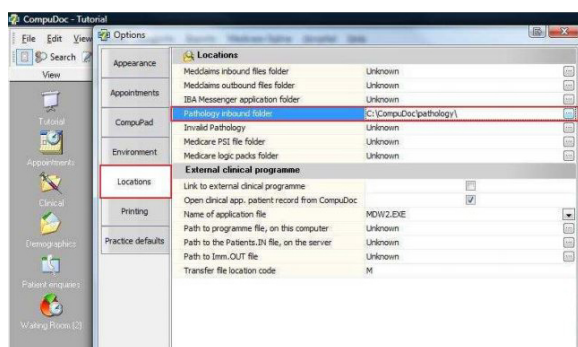 CompuDoc - Tutorial
File Edit View
Options
Search
View
Tutorial
Appointments
Clinical
Demographics
Patient enquiries
Waiting Room (2)
Appearance
Appointments
CompuPad
Environment
Locations
Printing
Practice defaults
Locations
Meddaims inbound files folder Unknown
Meddaims outbound files folder Unknown
IBA Messenger application folder Unknown
Pathology inbound folder C:\CompuDoc\pathology\
Invalid Pathology Unknown
Medicare PSI file folder Unknown
Medicare logic packs folder Unknown
External clinical programme
Link to external clinical programme
Open clinical app. patient record from CompuDoc
Name of application file MDW2.EXE
Path to programme file, on this computer Unknown
Path to the Patients.IN file, on the server Unknown
Path to Imm.OUT file Unknown
Transfer file location code M